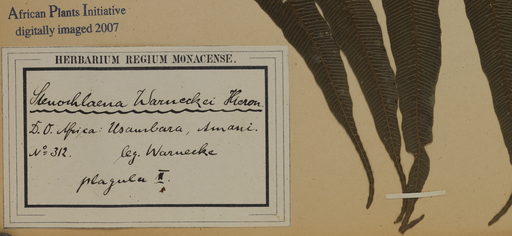 African Plants Initiative
digitally imaged 2007
HERBARIUM REGIUM MONACENSE.
Stenochlaena Warneckei Hieron.
D. O. Africa: Usambara, Amani.
No 312. leg. Warnecke
plagula II.